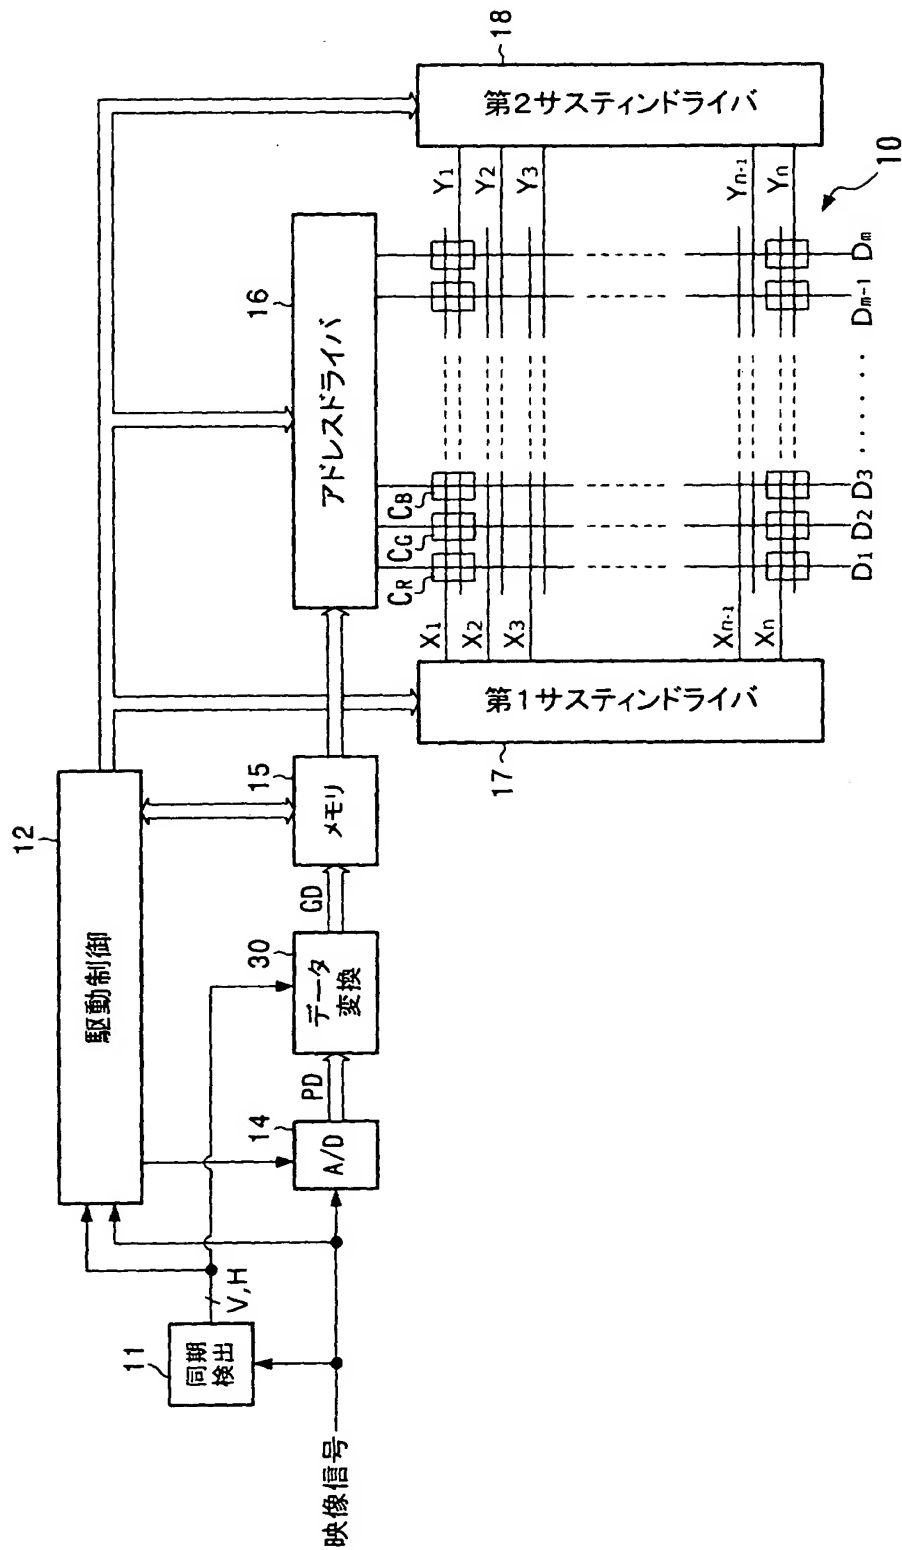 12
駆動制御
11
同期
検出
V,H
映像信号
14
A/D
PD
30
データ
変換
GD
15
メモリ
16
アドレスドライバ
17
第1サスティンドライバ
18
第2サスティンドライバ
X1
X2
X3
Xn-1
Xn
CR
CG
CB
Y1
Y2
Y3
Yn-1
Yn
D1
D2
D3
Dm-1
Dm
10